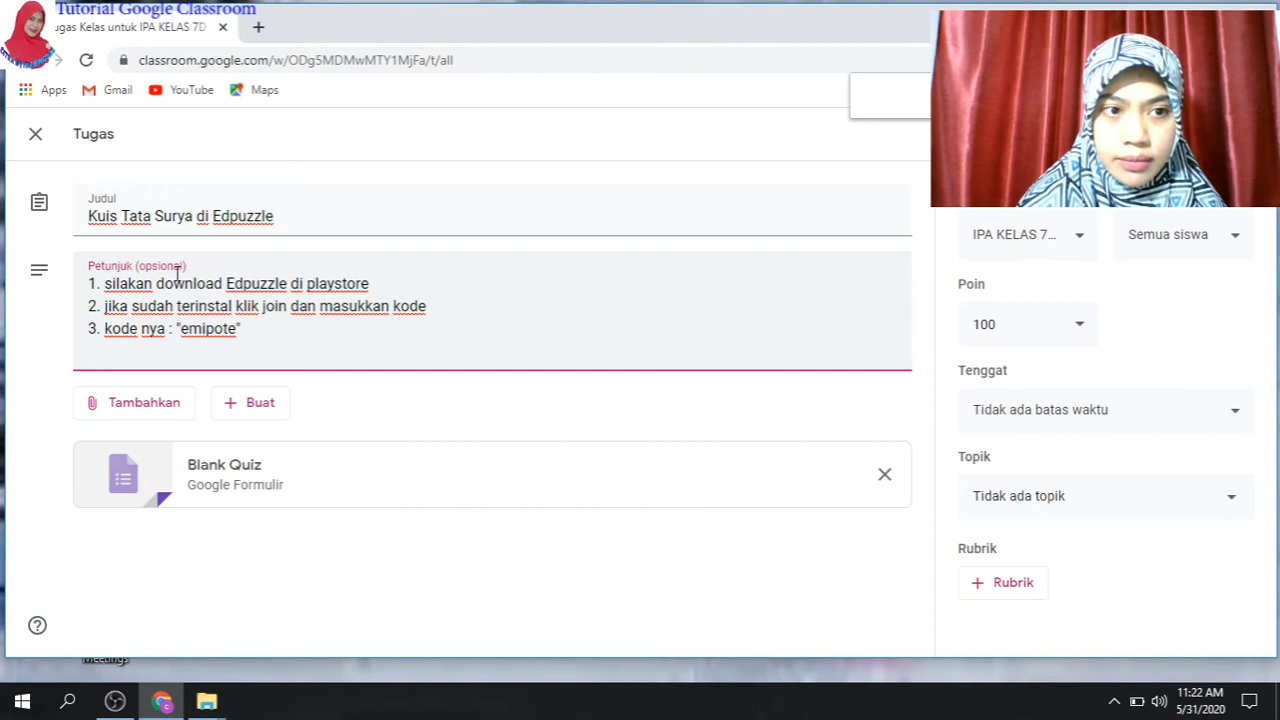 Tutorial Google Classroom
ugas Kelas untuk IPA KELAS 7D
classroom.google.com/w/ODg5MDMwMTY1MjFa/t/all
Apps
Gmail
YouTube
Maps
Tugas
Judul
Kuis Tata Surya di Edpuzzle
Petunjuk (opsional)
1. silakan download Edpuzzle di playstore
2. jika sudah terinstal klik join dan masukkan kode
3. kode nya : "emipote"
Tambahkan
Buat
Blank Quiz
Google Formulir
IPA KELAS 7...
Semua siswa
Poin
100
Tenggat
Tidak ada batas waktu
Topik
Tidak ada topik
Rubrik
Rubrik
Meetings
11:22 AM
5/31/2020